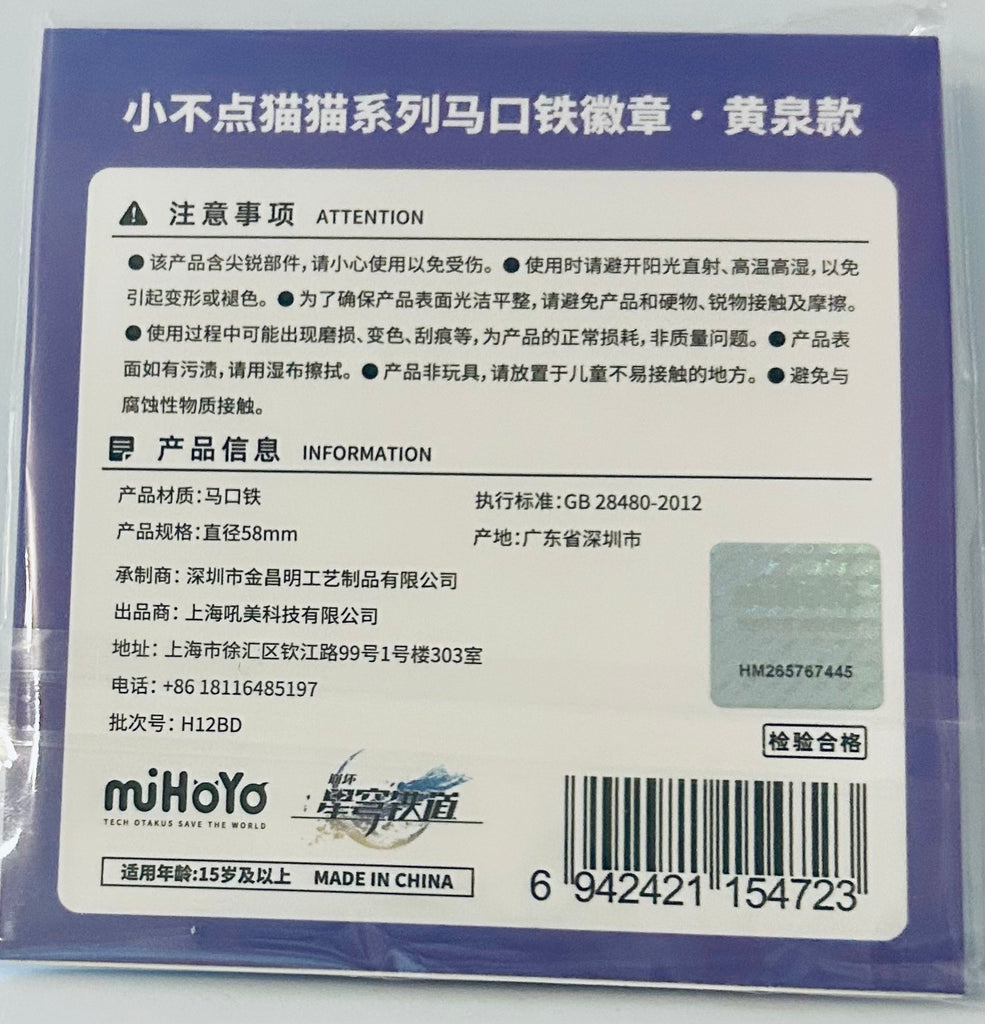 小不点猫猫系列马口铁徽章·黄泉款
注意事项 ATTENTION
●该产品含尖锐部件,请小心使用以免受伤。●使用时请避开阳光直射、高温高湿,以免
引起变形或褪色。●为了确保产品表面光洁平整,请避免产品和硬物、锐物接触及摩擦。
●使用过程中可能出现磨损、变色、刮痕等,为产品的正常损耗,非质量问题。●产品表
面如有污渍,请用湿布擦拭。●产品非玩具,请放置于儿童不易接触的地方。●避免与
腐蚀性物质接触。
产品信息 INFORMATION
产品材质:马口铁 执行标准:GB 28480-2012
产品规格:直径58mm 产地:广东省深圳市
承制商:深圳市金昌明工艺制品有限公司
出品商:上海吼美科技有限公司
地址:上海市徐汇区钦江路99号1号楼303室
HM265767445
电话:+86 18116485197
批次号:H12BD
检验合格
miHoYo
TECH OTAKUS SAVE THE WORLD
崩坏
星穹铁道
适用年龄:15岁及以上 MADE IN CHINA
6 942421 154723